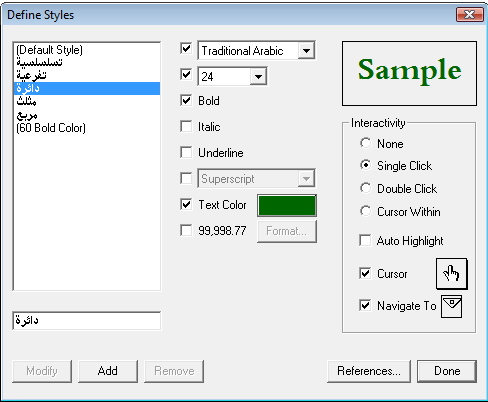 Define Styles
(Default Style)
تسلسلسية
تفرعية
دائرة
مثلث
مربع
(60 Bold Color)
دائرة
Modify
Add
Remove
Traditional Arabic
24
Bold
Italic
Underline
Superscript
Text Color
99,998.77
Format...
Sample
Interactivity
None
Single Click
Double Click
Cursor Within
Auto Highlight
Cursor
Navigate To
References...
Done